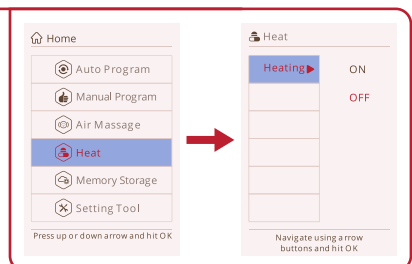 Home
Auto Program
Manual Program
Air Massage
Heat
Memory Storage
Setting Tool
Press up or down arrow and hit OK
Heat
Heating
ON
OFF
Navigate using arrow
buttons and hit OK